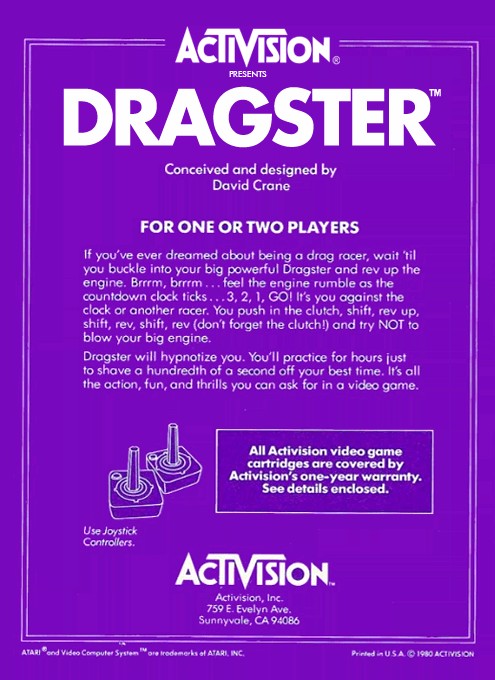 ACTIVISION®
PRESENTS
DRAGSTER™
Conceived and designed by
David Crane
FOR ONE OR TWO PLAYERS
If you've ever dreamed about being a drag racer, wait 'til
you buckle into your big powerful Dragster and rev up the
engine. Brrrm, brrrm . . . feel the engine rumble as the
countdown clock ticks . . . 3, 2, 1, GO! It's you against the
clock or another racer. You push in the clutch, shift, rev up,
shift, rev, shift, rev (don't forget the clutch!) and try NOT to
blow your big engine.
Dragster will hypnotize you. You'll practice for hours just
to shave a hundredth of a second off your best time. It's all
the action, fun, and thrills you can ask for in a video game.
All Activision video game
cartridges are covered by
Activision's one-year warranty.
See details enclosed.
Use Joystick
Controllers.
ACTIVISION™
Activision, Inc.
759 E. Evelyn Ave.
Sunnyvale, CA 94086
ATARI® and Video Computer System™ are trademarks of ATARI, INC.
Printed in U.S.A. © 1980 ACTIVISION